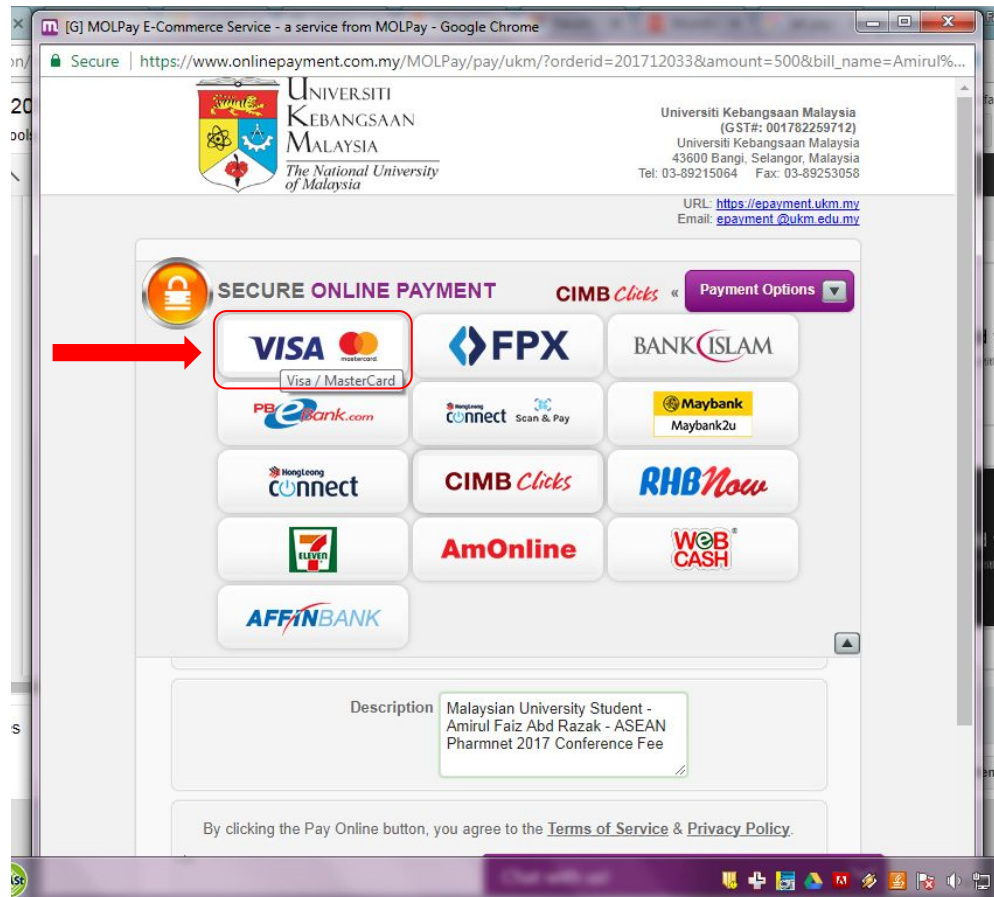 [G] MOLPay E-Commerce Service - a service from MOLPay - Google Chrome
Secure | https://www.onlinepayment.com.my/MOLPay/pay/ukm/?orderid=201712033&amount=500&bill_name=Amirul%...
UNIVERSITI
KEBANGSAAN
MALAYSIA
The National University
of Malaysia
Universiti Kebangsaan Malaysia
(GST#: 001782259712)
Universiti Kebangsaan Malaysia
43600 Bangi, Selangor, Malaysia
Tel: 03-89215064 Fax: 03-89253058
URL: https://epayment.ukm.my
Email: epayment @ukm.edu.my
SECURE ONLINE PAYMENT
CIMB Clicks « Payment Options
VISA mastercard
FPX
BANK ISLAM
Visa / MasterCard
PBeBank.com
HongLeong Connect Scan & Pay
Maybank
Maybank2u
HongLeong
Connect
CIMB Clicks
RHB Now
7 ELEVEN
AmOnline
WeB
CASH
AFFINBANK
Description
Malaysian University Student -
Amirul Faiz Abd Razak - ASEAN
Pharmnet 2017 Conference Fee
By clicking the Pay Online button, you agree to the Terms of Service & Privacy Policy.